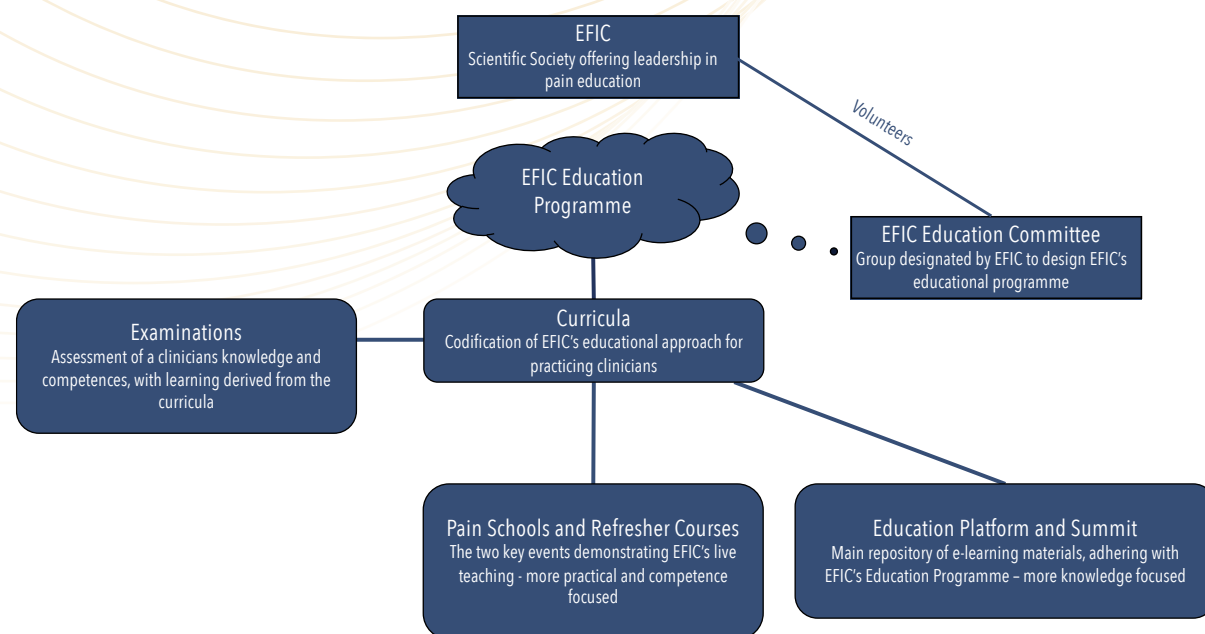 EFIC
Scientific Society offering leadership in
pain education
Volunteers
EFIC Education
Programme
EFIC Education Committee
Group designated by EFIC to design EFIC's
educational programme
Examinations
Assessment of a clinicians knowledge and
competences, with learning derived from the
curricula
Curricula
Codification of EFIC's educational approach for
practicing clinicians
Pain Schools and Refresher Courses
The two key events demonstrating EFIC's live
teaching - more practical and competence
focused
Education Platform and Summit
Main repository of e-learning materials, adhering with
EFIC's Education Programme – more knowledge focused